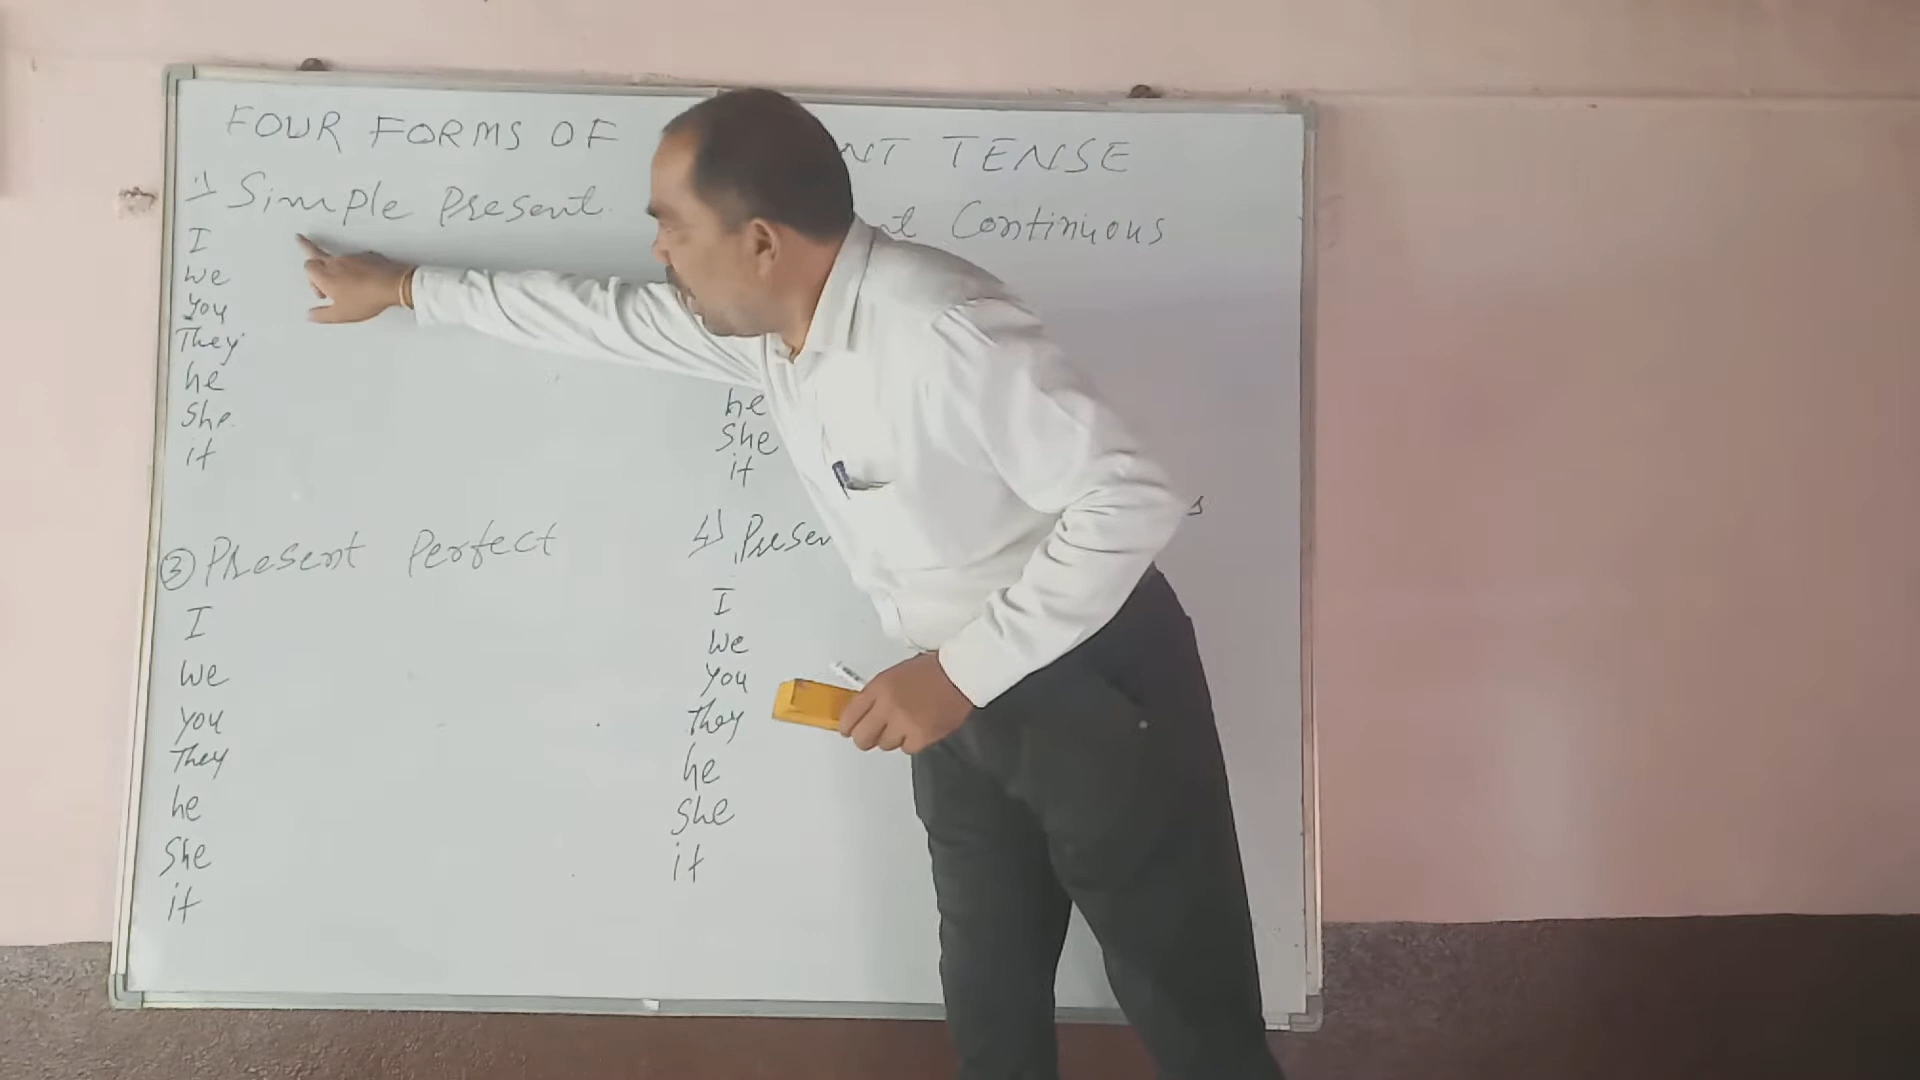 FOUR FORMS OF NT TENSE
1) Simple Present
I
We
You
They
he
She
it
nt Continuous
he
She
it
③ Present Perfect
I
We
You
They
he
She
it
4) Presen s
I
We
You
They
he
She
it